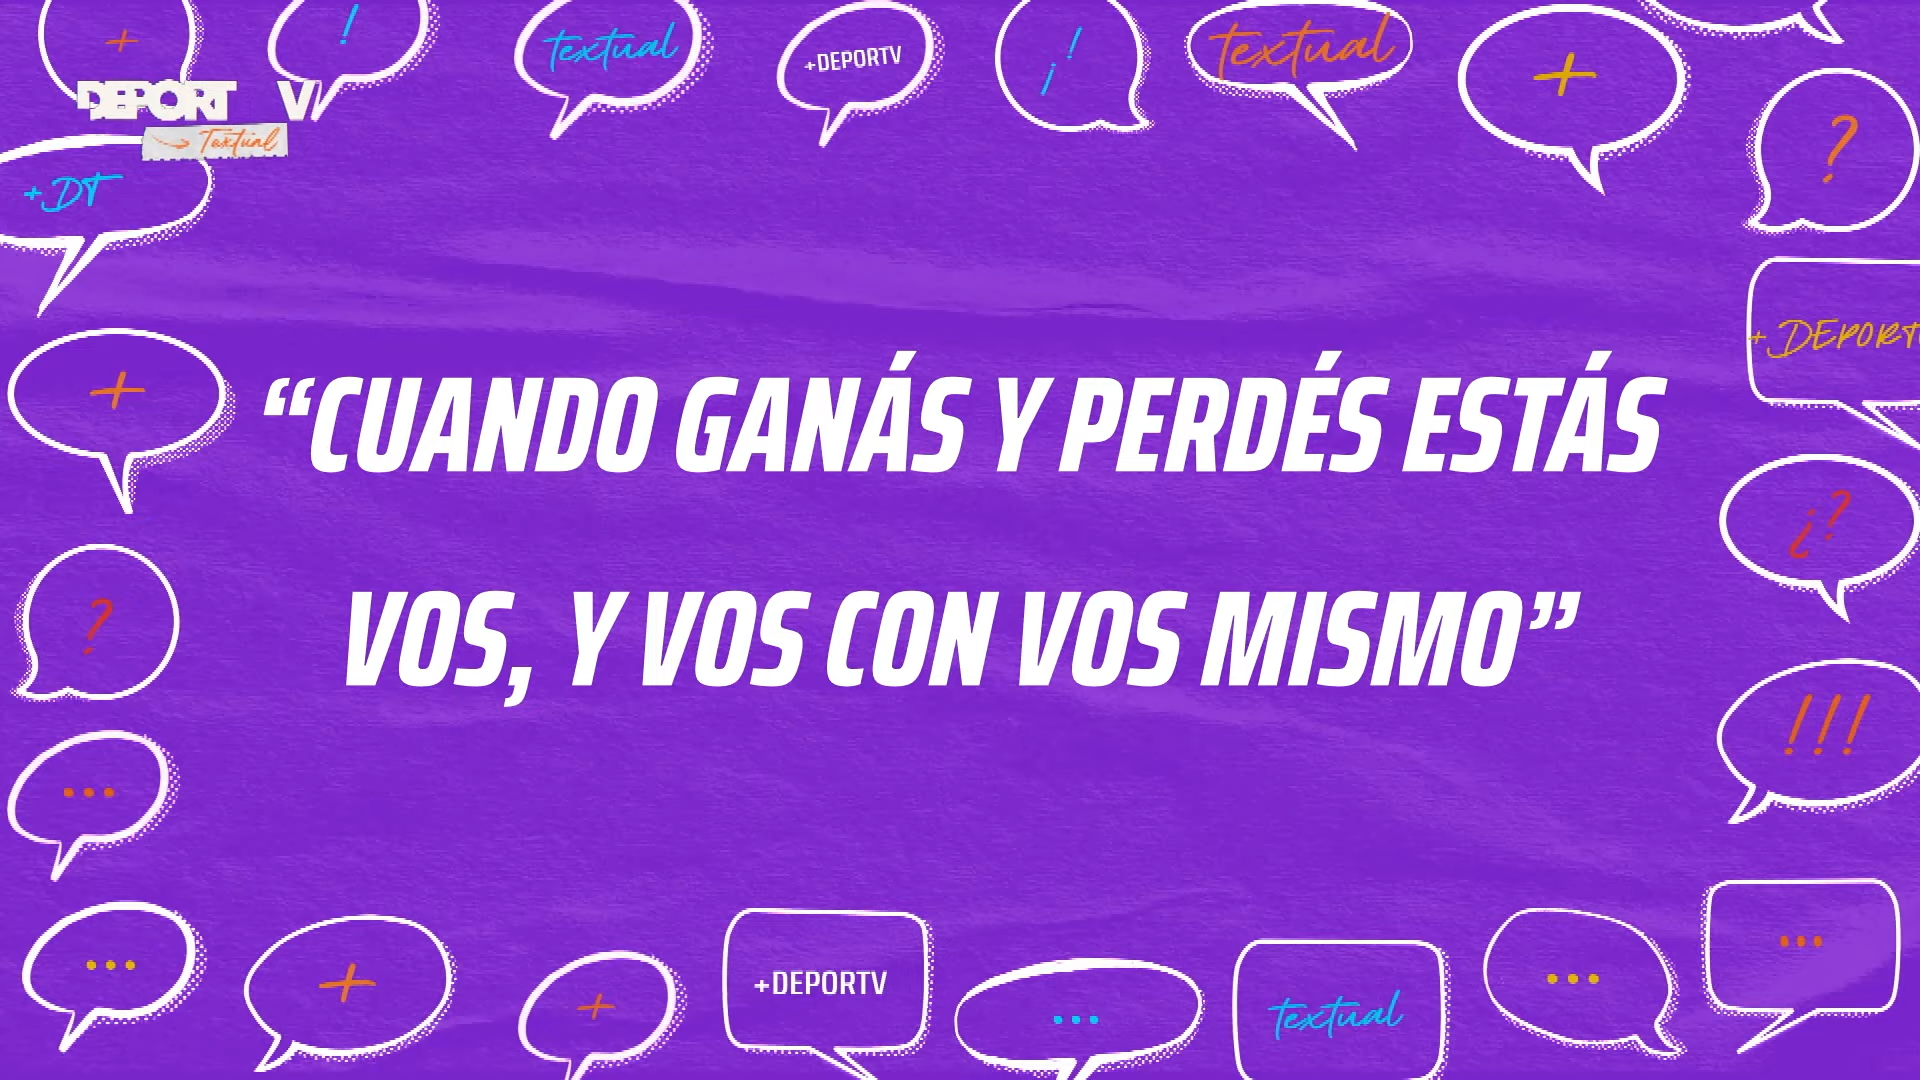 +
!
textual
+DEPORTV
¡!
textual
+
DEPORTV
Textual
?
+DT
+DEPORT
+
“CUANDO GANÁS Y PERDÉS ESTÁS
¿?
VOS, Y VOS CON VOS MISMO”
?
!!!
...
...
...
+
+
+DEPORTV
...
textual
...